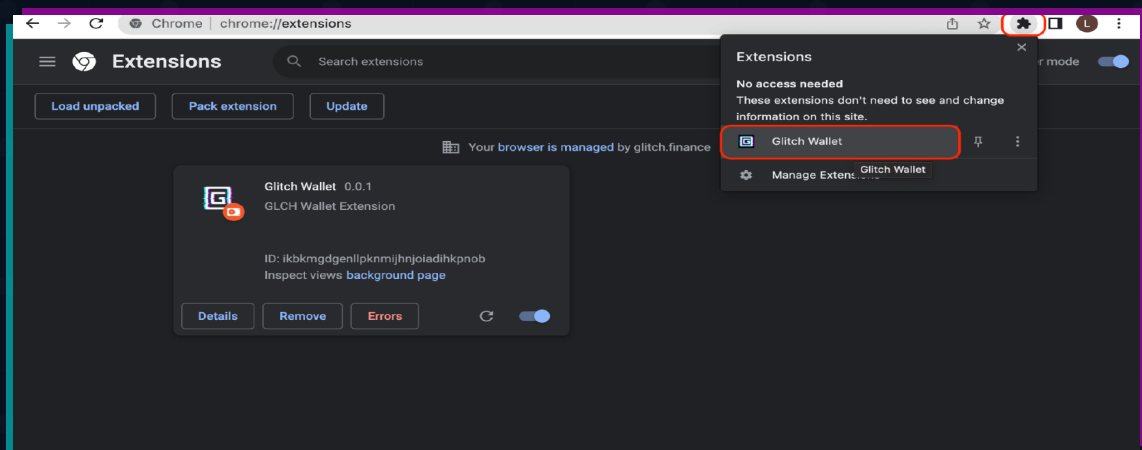 Chrome | chrome://extensions
L
Extensions
Search extensions
r mode
Load unpacked
Pack extension
Update
Extensions
No access needed
These extensions don't need to see and change
information on this site.
Glitch Wallet
Manage Extens
Glitch Wallet
Your browser is managed by glitch.finance
Glitch Wallet 0.0.1
GLCH Wallet Extension
ID: ikbkmgdgenllpknmijhnjoiadihkpnob
Inspect views background page
Details
Remove
Errors